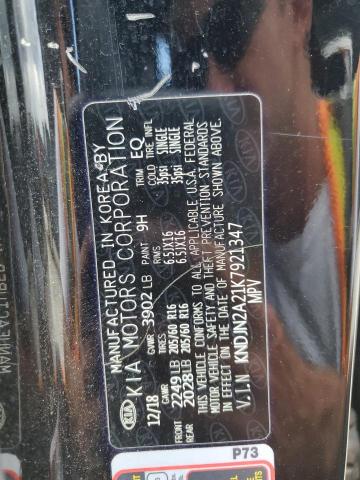 KIA
MANUFACTURED IN KOREA BY
KIA MOTORS CORPORATION
PAINT 9H TRIM EQ
12/18 GVWR 3902 LB
GAWR TIRES RIMS COLD TIRE INFL
FRONT 2249 LB 205/60 R16 6.5JX16 35psi SINGLE
REAR 2028 LB 205/60 R16 6.5JX16 35psi SINGLE
THIS VEHICLE CONFORMS TO ALL APPLICABLE U.S.A. FEDERAL
MOTOR VEHICLE SAFETY AND THEFT PREVENTION STANDARDS
IN EFFECT ON THE DATE OF MANUFACTURE SHOWN ABOVE.
V.I.N KNDJN2A21K7921347
MPV
P73